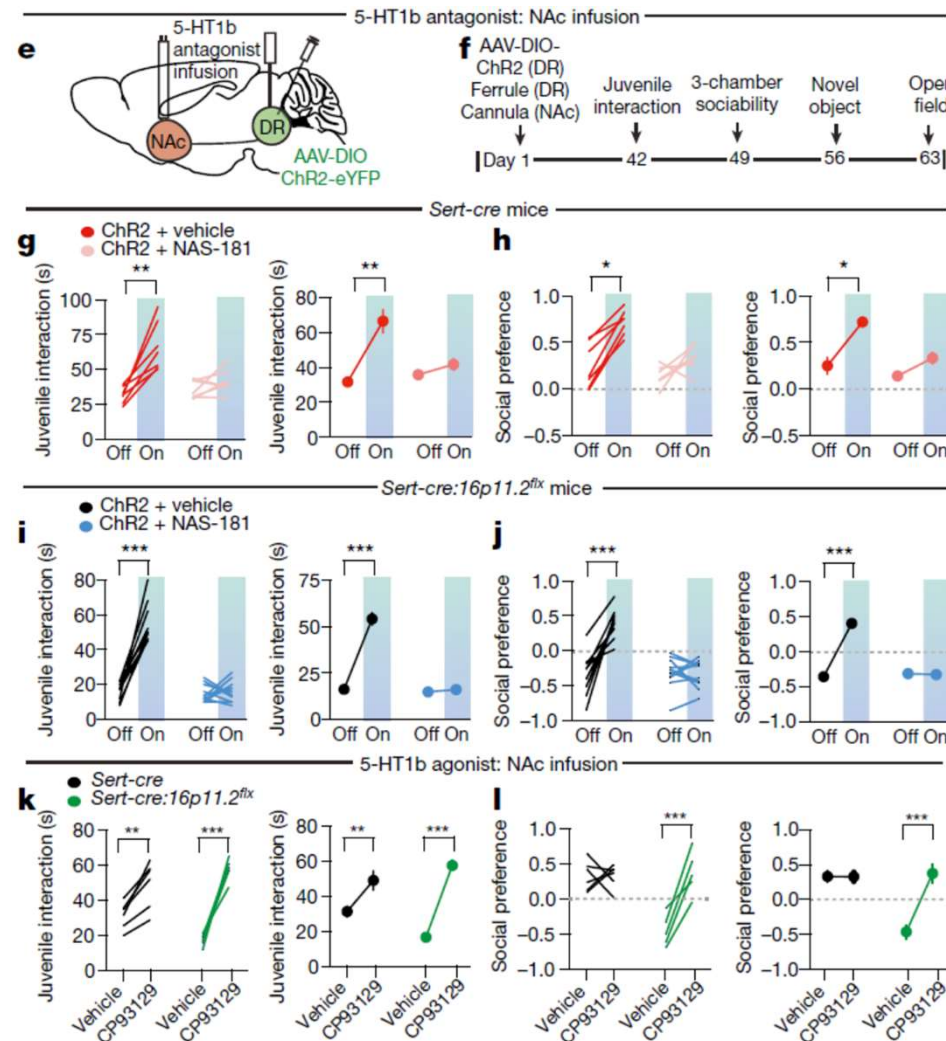 5-HT1b antagonist: NAc infusion
e
5-HT1b
antagonist
infusion
NAc
DR
AAV-DIO
ChR2-eYFP
f
AAV-DIO-
ChR2 (DR)
Ferrule (DR)
Cannula (NAc)
Juvenile
interaction
3-chamber
sociability
Novel
object
Open
field
Day 1 42 49 56 63
Sert-cre mice
g
ChR2 + vehicle
ChR2 + NAS-181
Juvenile interaction (s)
100
75
50
25
0
**
Off On Off On
Juvenile interaction (s)
80
60
40
20
0
**
Off On Off On
h
Social preference
1.0
0.5
0.0
–0.5
*
Off On Off On
Social preference
1.0
0.5
0.0
–0.5
*
Off On Off On
Sert-cre:16p11.2flx mice
ChR2 + vehicle
ChR2 + NAS-181
i
Juvenile interaction (s)
80
60
40
20
0
***
Off On Off On
Juvenile interaction (s)
75
50
25
0
***
Off On Off On
j
Social preference
1.0
0.5
0.0
–0.5
–1.0
***
Off On Off On
Social preference
1.0
0.5
0.0
–0.5
–1.0
***
Off On Off On
5-HT1b agonist: NAc infusion
k
Sert-cre
Sert-cre:16p11.2flx
Juvenile interaction (s)
80
60
40
20
0
** ***
Vehicle CP93129 Vehicle CP93129
Juvenile interaction (s)
80
60
40
20
0
** ***
Vehicle CP93129 Vehicle CP93129
l
Social preference
1.0
0.5
0.0
–0.5
–1.0
***
Vehicle CP93129 Vehicle CP93129
Social preference
1.0
0.5
0.0
–0.5
–1.0
***
Vehicle CP93129 Vehicle CP93129